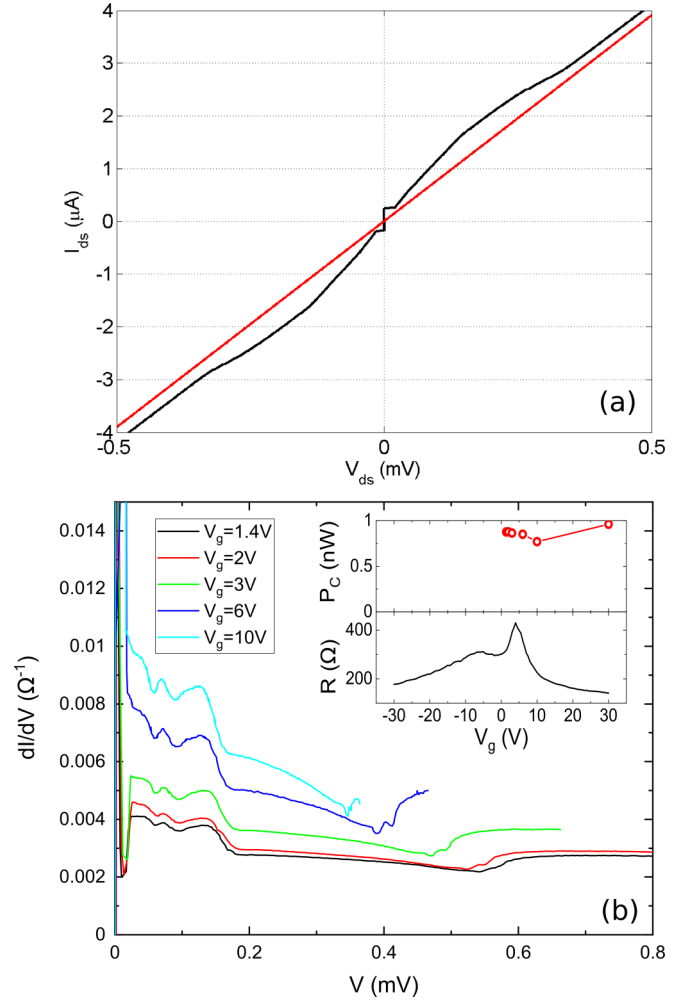 4
3
2
1
0
-1
-2
-3
-4
I_ds (μA)
-0.5
0
0.5
V_ds (mV)
(a)
0.015
0.01
0.008
0.006
0.004
0.002
0
dI/dV (Ω⁻¹)
V_g=1.4V
V_g=2V
V_g=3V
V_g=6V
V_g=10V
1
0.5
0
P_C (nW)
400
200
R (Ω)
-30
-20
-10
0
10
20
30
V_g (V)
0
0.2
0.4
0.6
0.8
V (mV)
(b)